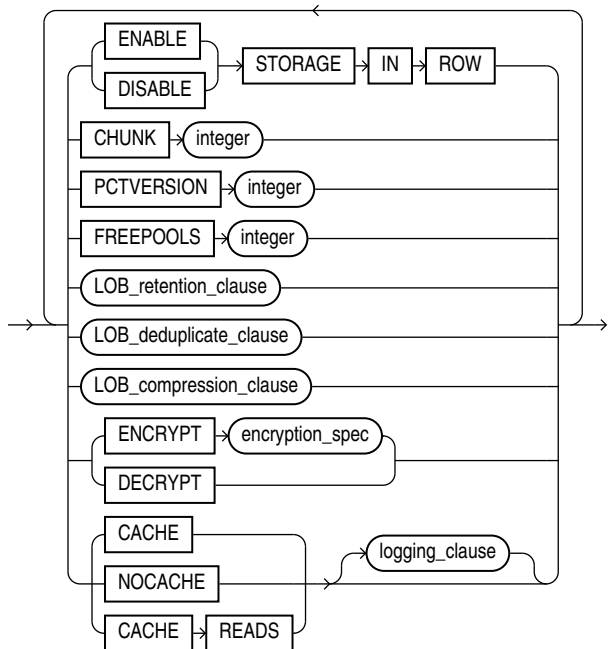 ENABLE
STORAGE IN ROW
DISABLE
CHUNK integer
PCTVERSION integer
FREEPOOLS integer
LOB_retention_clause
LOB_deduplicate_clause
LOB_compression_clause
ENCRYPT encryption_spec
DECRYPT
CACHE
logging_clause
NOCACHE
CACHE READS